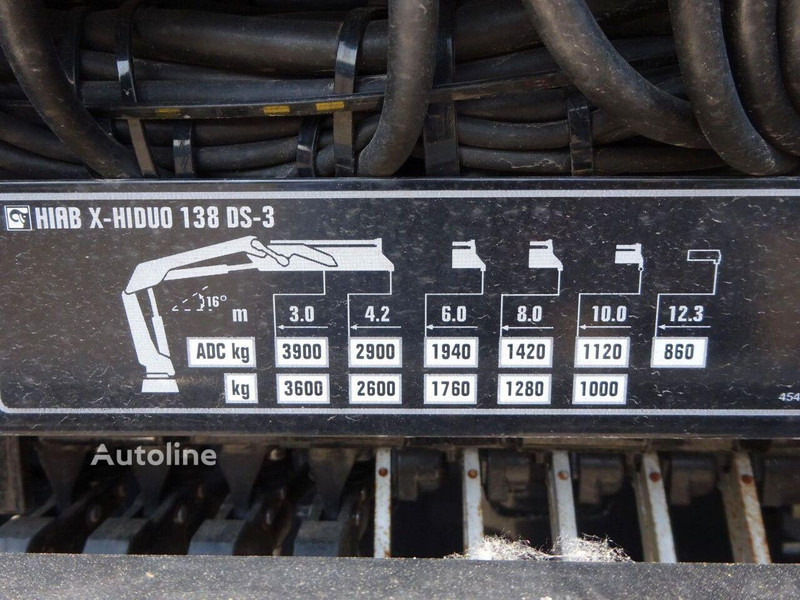 HIAB X-HIDUO 138 DS-3
16° m 3.0 4.2 6.0 8.0 10.0 12.3
ADC kg 3900 2900 1940 1420 1120 860
kg 3600 2600 1760 1280 1000
454
Autoline